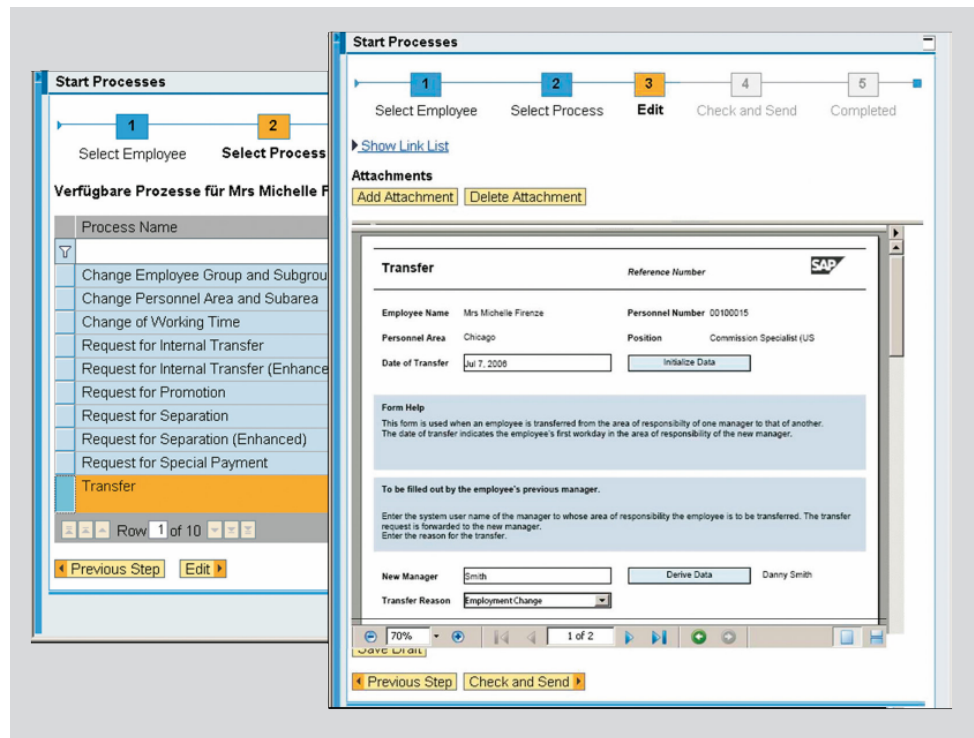 Start Processes
1
2
Select Employee
Select Process
Verfügbare Prozesse für Mrs Michelle F
Process Name
Change Employee Group and Subgrou
Change Personnel Area and Subarea
Change of Working Time
Request for Internal Transfer
Request for Internal Transfer (Enhance
Request for Promotion
Request for Separation
Request for Separation (Enhanced)
Request for Special Payment
Transfer
Row 1 of 10
Previous Step Edit
Start Processes
1 2 3 4 5
Select Employee Select Process Edit Check and Send Completed
Show Link List
Attachments
Add Attachment Delete Attachment
Transfer Reference Number SAP
Employee Name Mrs Michelle Firenze Personnel Number 00100015
Personnel Area Chicago Position Commission Specialist (US
Date of Transfer Jul 7, 2006 Initialize Data
Form Help
This form is used when an employee is transferred from the area of responsibilty of one manager to that of another.
The date of transfer indicates the employee's first workday in the area of responsibility of the new manager.
To be filled out by the employee's previous manager.
Enter the system user name of the manager to whose area of responsibility the employee is to be transferred. The transfer
request is forwarded to the new manager.
Enter the reason for the transfer.
New Manager Smith Derive Data Danny Smith
Transfer Reason Employment Change
70% 1 of 2
Save Draft
Previous Step Check and Send